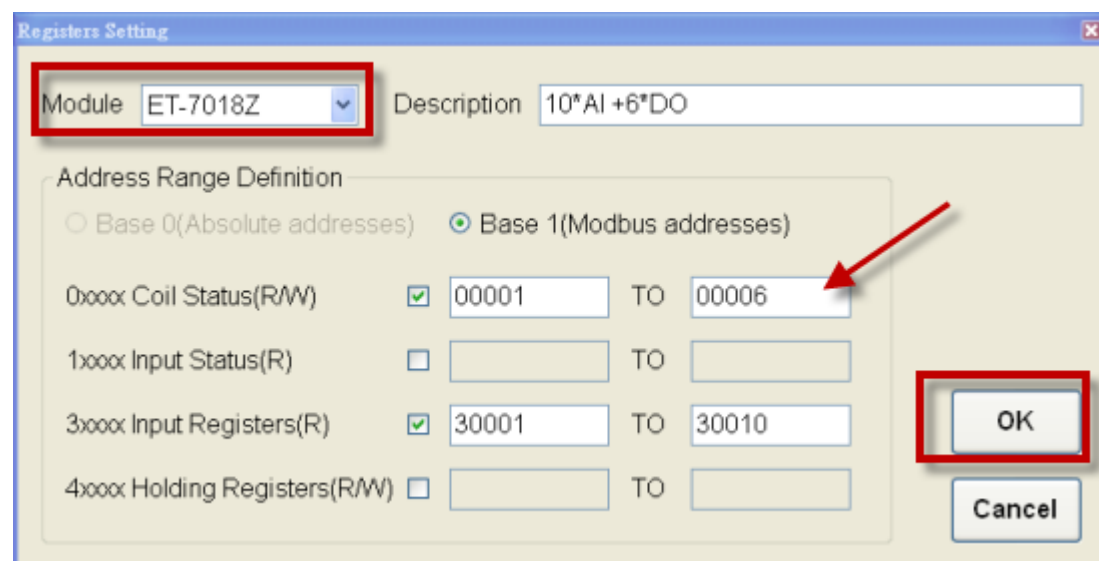 Registers Setting
Module ET-7018Z Description 10*AI +6*DO
Address Range Definition
Base 0(Absolute addresses) Base 1(Modbus addresses)
0xxxx Coil Status(R/W) 00001 TO 00006
1xxxx Input Status(R) TO
3xxxx Input Registers(R) 30001 TO 30010
OK
4xxxx Holding Registers(R/W) TO
Cancel